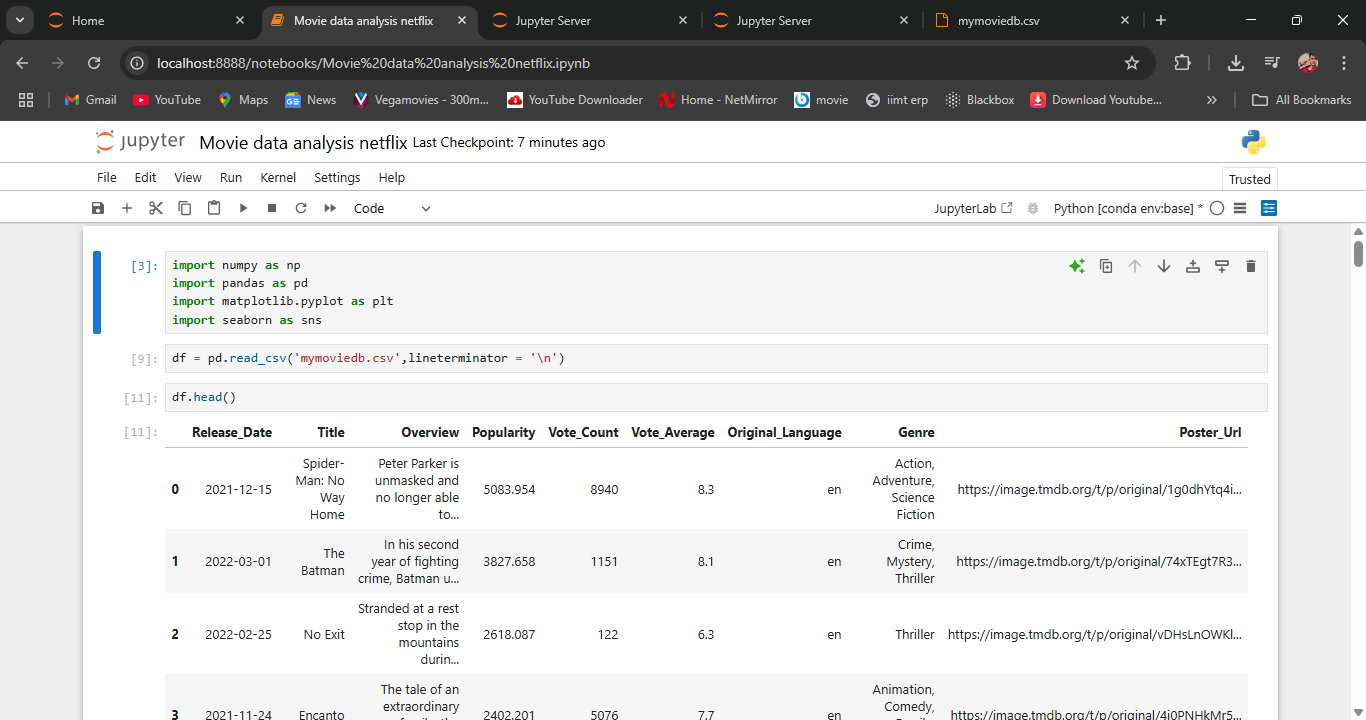 Home
Movie data analysis netflix
Jupyter Server
Jupyter Server
mymoviedb.csv
localhost:8888/notebooks/Movie%20data%20analysis%20netflix.ipynb
Gmail YouTube Maps News Vegamovies - 300m... YouTube Downloader Home - NetMirror movie iimt erp Blackbox Download Youtube... » All Bookmarks
jupyter Movie data analysis netflix Last Checkpoint: 7 minutes ago
File Edit View Run Kernel Settings Help
Trusted
Code
JupyterLab
Python [conda env:base] *
[3]:
import numpy as np
import pandas as pd
import matplotlib.pyplot as plt
import seaborn as sns
[9]: df = pd.read_csv('mymoviedb.csv',lineterminator = '\n')
[11]: df.head()
[11]:
Release_Date Title Overview Popularity Vote_Count Vote_Average Original_Language Genre Poster_Url
0
2021-12-15
Spider-
Man: No
Way
Home
Peter Parker is
unmasked and
no longer able
to...
5083.954
8940
8.3
en
Action,
Adventure,
Science
Fiction
https://image.tmdb.org/t/p/original/1g0dhYtq4i...
1
2022-03-01
The
Batman
In his second
year of fighting
crime, Batman u...
3827.658
1151
8.1
en
Crime,
Mystery,
Thriller
https://image.tmdb.org/t/p/original/74xTEgt7R3...
2
2022-02-25
No Exit
Stranded at a rest
stop in the
mountains
durin...
2618.087
122
6.3
en
Thriller
https://image.tmdb.org/t/p/original/vDHsLnOWKl...
3
2021-11-24
Encanto
The tale of an
extraordinary
2402.201
5076
7.7
en
Animation,
Comedy,
https://image.tmdb.org/t/p/original/4j0PNHkMr5...